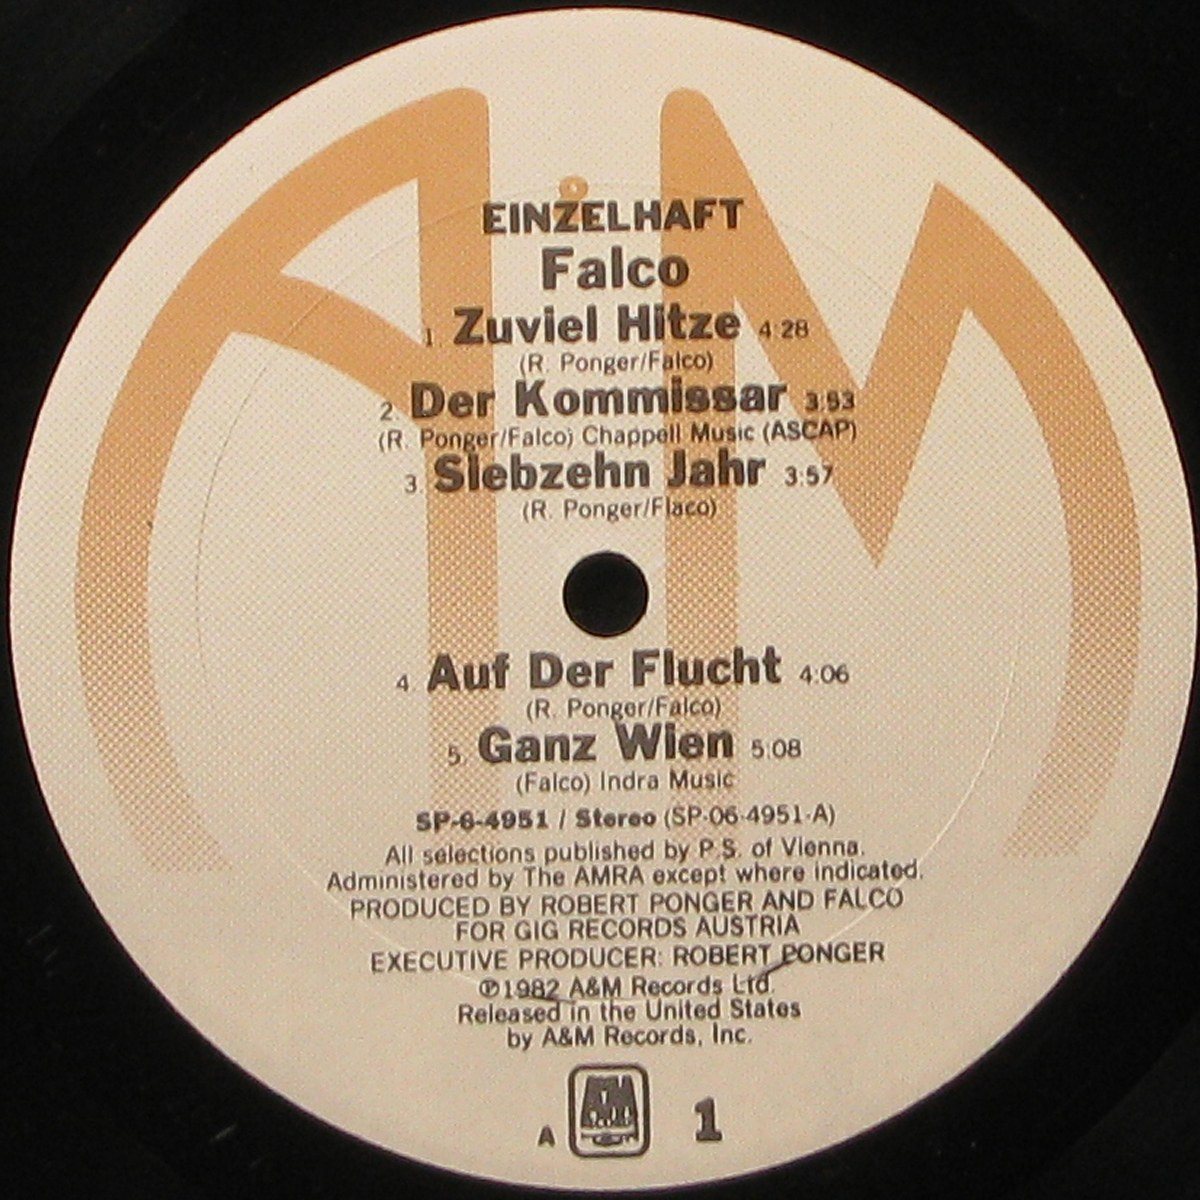 A&M
EINZELHAFT
Falco
1. Zuviel Hitze 4:28
(R. Ponger/Falco)
2. Der Kommissar 3:53
(R. Ponger/Falco) Chappell Music (ASCAP)
3. Siebzehn Jahr 3:57
(R. Ponger/Flaco)
4 Auf Der Flucht 4:06
(R. Ponger/Falco)
5. Ganz Wien 5:08
(Falco) Indra Music
SP-6-4951 / Stereo (SP-06-4951-A)
All selections published by P.S. of Vienna.
Administered by The AMRA except where indicated.
PRODUCED BY ROBERT PONGER AND FALCO
FOR GIG RECORDS AUSTRIA
EXECUTIVE PRODUCER: ROBERT PONGER
℗1982 A&M Records Ltd.
Released in the United States
by A&M Records, Inc.
A 1